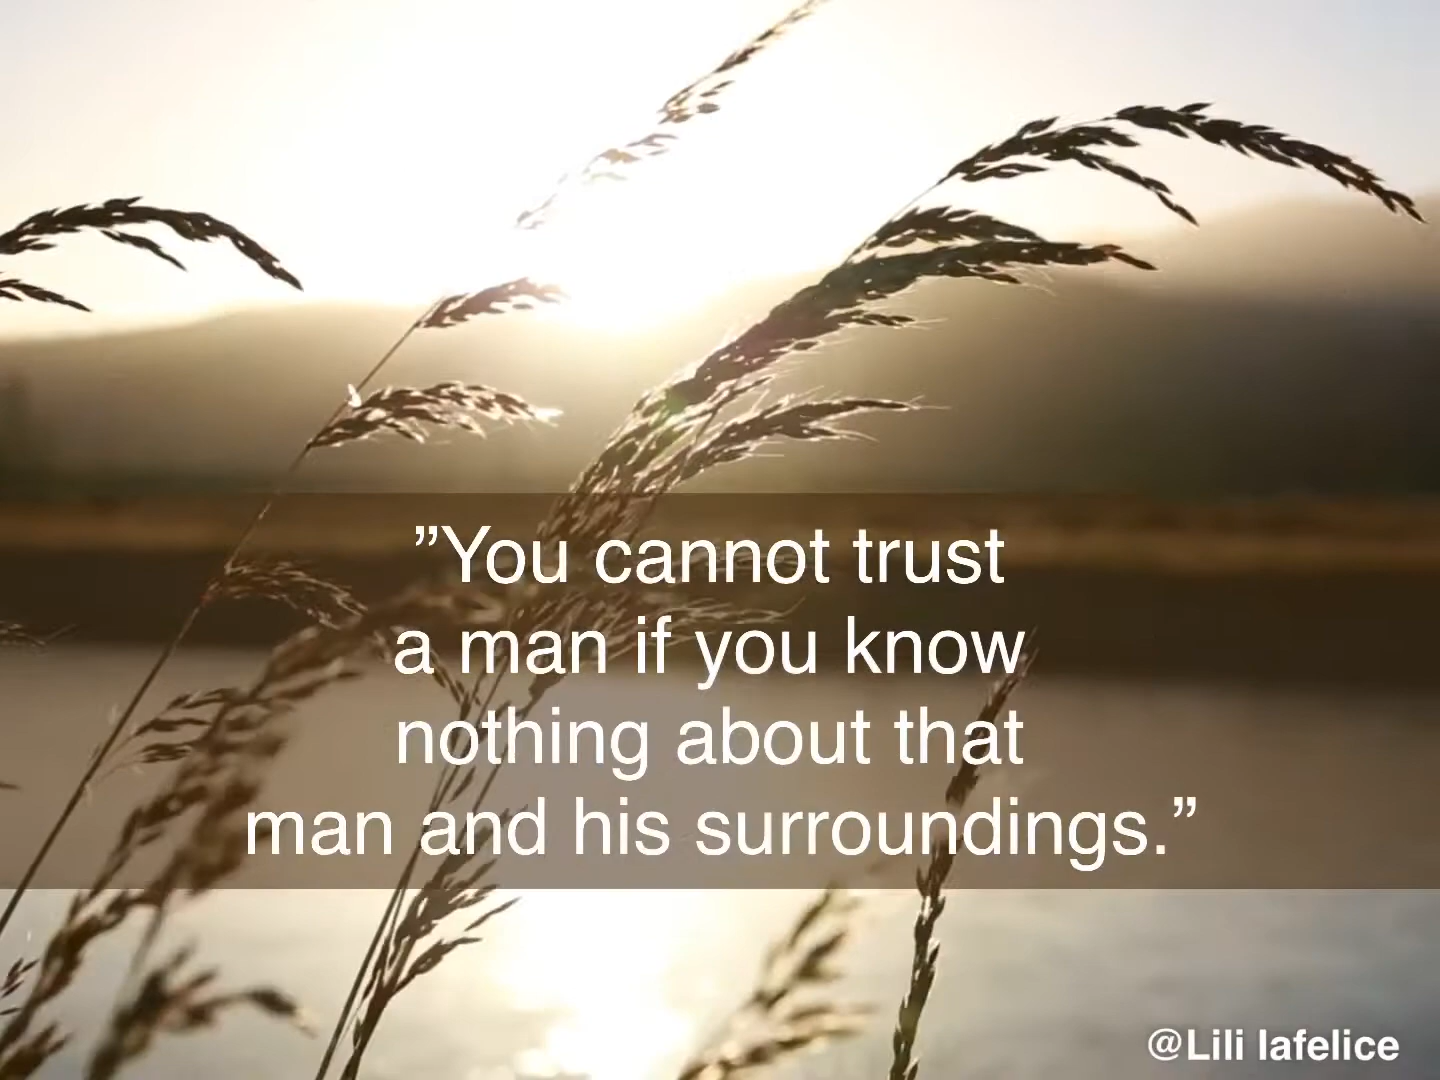 ”You cannot trust
a man if you know
nothing about that
man and his surroundings.”
@Lili lafelice